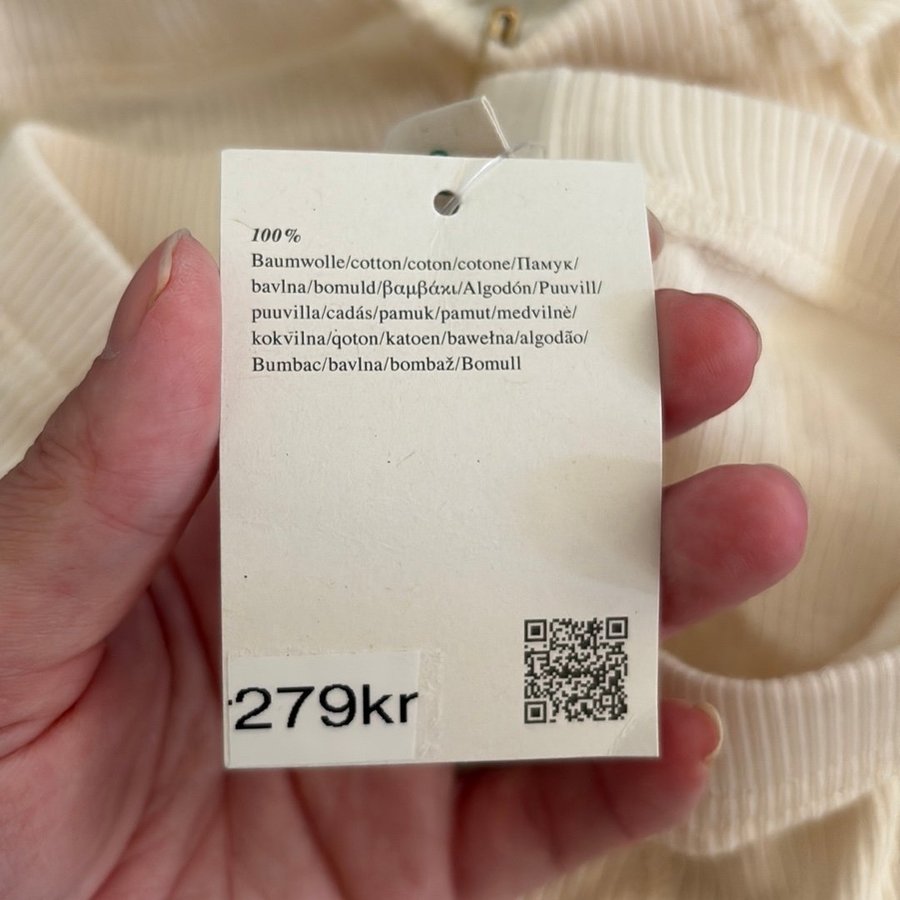 100%
Baumwolle/cotton/coton/cotone/Памук/
bavlna/bomuld/βαμβάκι/Algodón/Puuvill/
puuvilla/cadás/pamuk/pamut/medvilnė/
kokvilna/qoton/katoen/bawełna/algodão/
Bumbac/bavlna/bombaž/Bomull
279kr